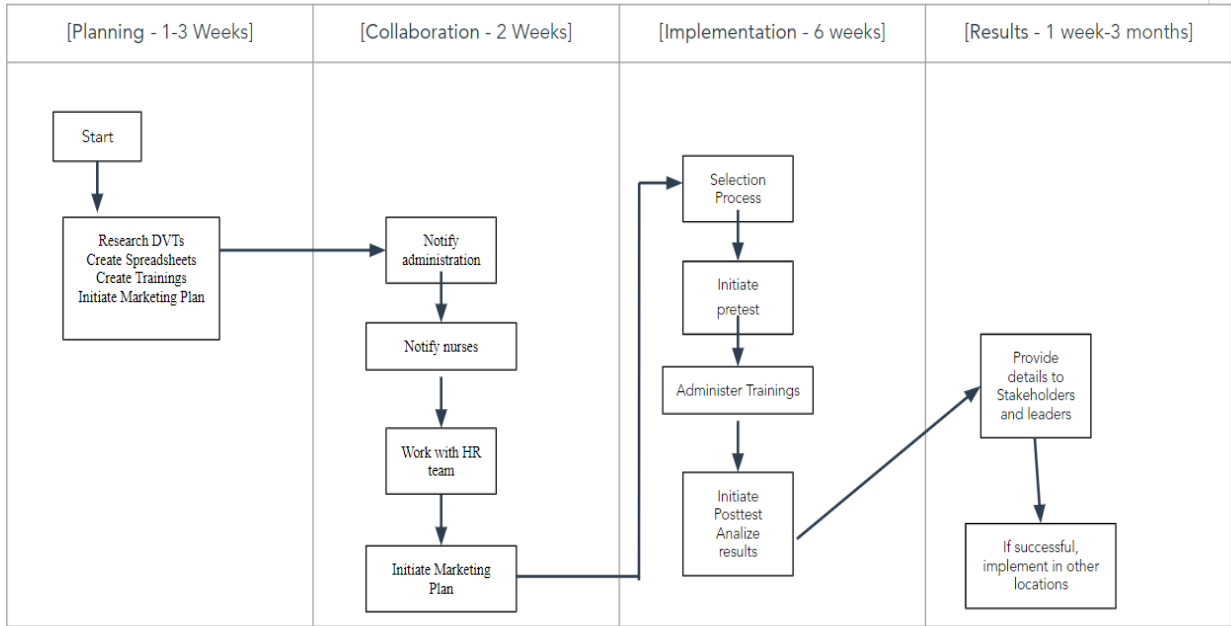 [Planning - 1-3 Weeks]
[Collaboration - 2 Weeks]
[Implementation - 6 weeks]
[Results - 1 week-3 months]
Start
Research DVTs
Create Spreadsheets
Create Trainings
Initiate Marketing Plan
Notify
administration
Notify nurses
Work with HR
team
Initiate Marketing
Plan
Selection
Process
Initiate
pretest
Administer Trainings
Initiate
Posttest
Analize
results
Provide
details to
Stakeholders
and leaders
If successful,
implement in other
locations